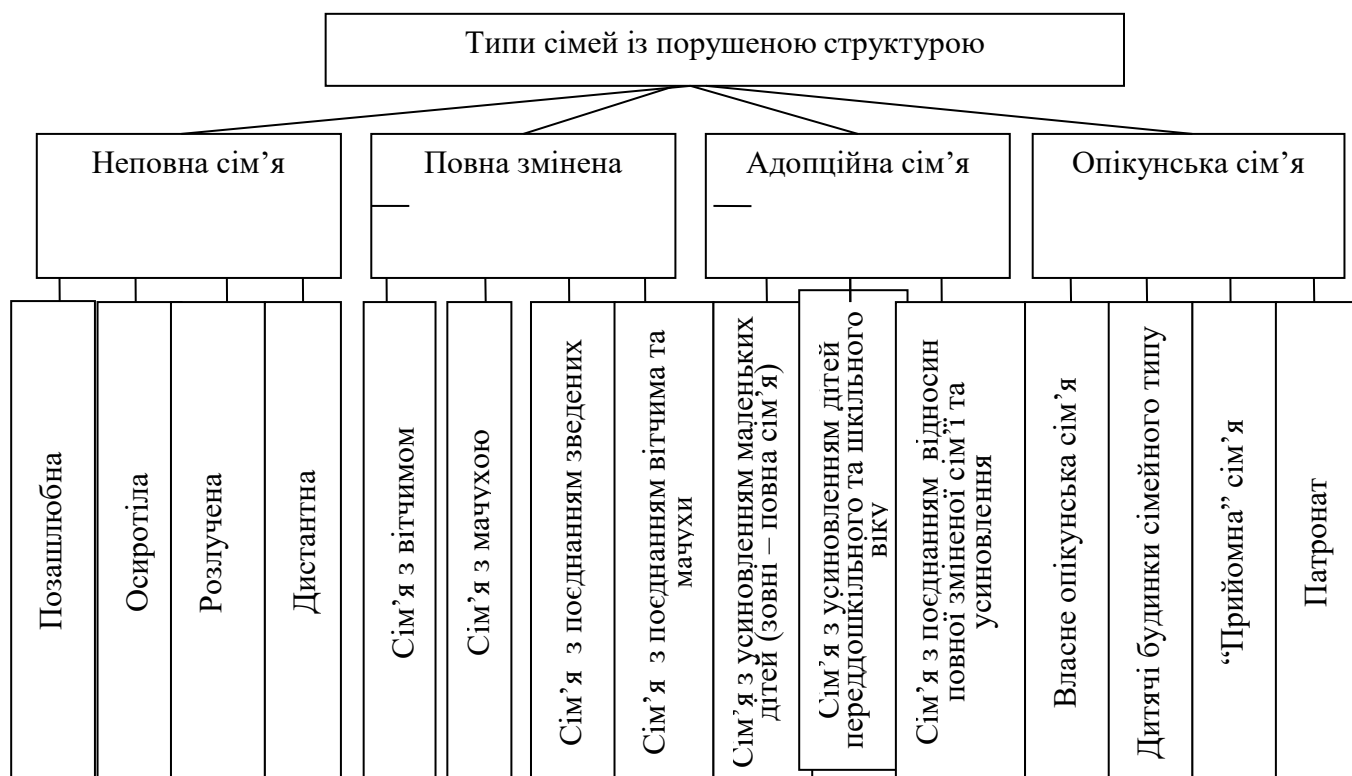 Типи сімей із порушеною структурою
Неповна сім’я
Повна змінена
Адопційна сім’я
Опікунська сім’я
Позашлюбна
Осиротіла
Розлучена
Дистантна
Сім’я з вітчимом
Сім’я з мачухою
Сім’я з поєднанням зведених
Сім’я з поєднанням вітчима та
мачухи
Сім’я з усиновленням маленьких
дітей (зовні – повна сім’я)
Сім’я з усиновленням дітей
переддошкільного та шкільного
віку
Сім’я з поєднанням відносин
повної зміненої сім’ї та
усиновлення
Власне опікунська сім’я
Дитячі будинки сімейного типу
“Прийомна” сім’я
Патронат